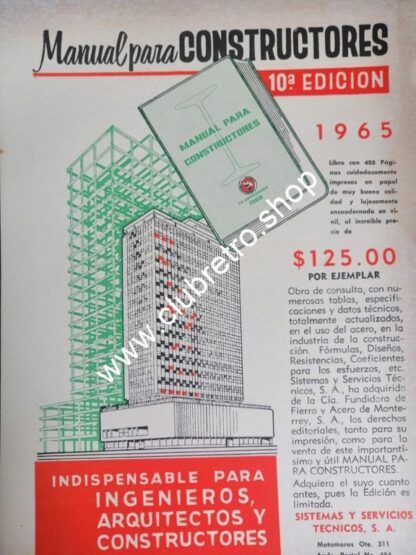 Manual para CONSTRUCTORES
10ª EDICION
MANUAL PARA
CONSTRUCTORES
1965
1965
Libro con 488 Pági-
nas cuidadosamente
impresas en papel
de muy buena cali-
dad y lujosamente
encuadernado en vi-
nil, al increíble pre-
cio de
$125.00
POR EJEMPLAR
Obra de consulta, con nu-
merosas tablas, especifi-
caciones y datos técnicos,
totalmente actualizados,
en el uso del acero, en la
industria de la construc-
ción. Fórmulas, Diseños,
Resistencias, Coeficientes
para los esfuerzos, etc.
Sistemas y Servicios Téc-
nicos, S. A., ha adquirido
de la Cía. Fundidora de
Fierro y Acero de Monte-
rrey, S. A., los derechos
editoriales, tanto para su
impresión, como para la
venta de este importantí-
simo y útil MANUAL PA-
RA CONSTRUCTORES.
Adquiera el suyo cuanto
antes, pues la Edición es
limitada.
SISTEMAS Y SERVICIOS
TECNICOS, S. A.
Matamoros Ote. 311
INDISPENSABLE PARA
INGENIEROS,
ARQUITECTOS Y
CONSTRUCTORES
www.clubretro.shop